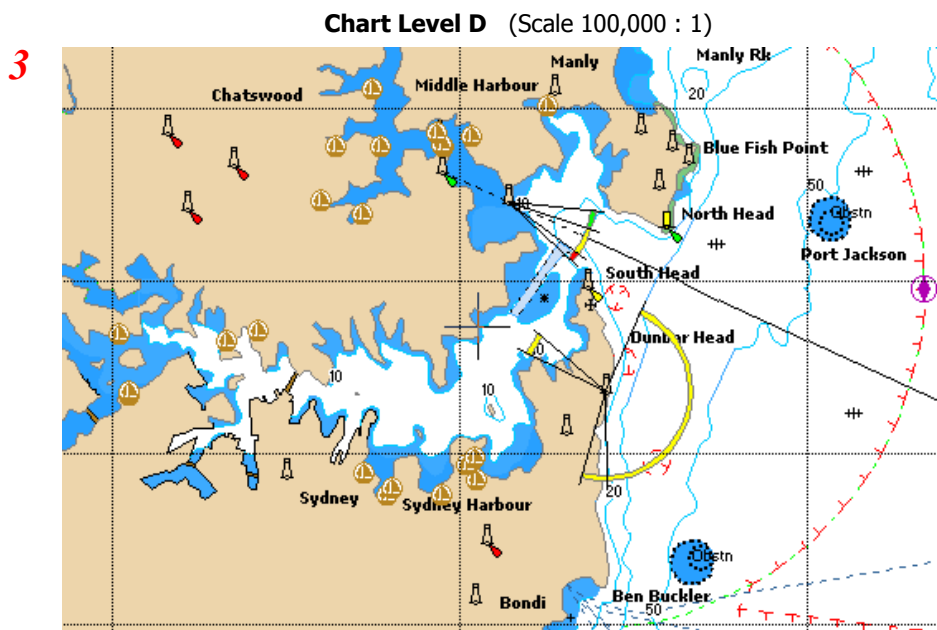 Chart Level D (Scale 100,000 : 1)
3
Manly Rk
Manly
Middle Harbour
Chatswood
20
Blue Fish Point
50
10
Obstn
North Head
Port Jackson
South Head
Dunbar Head
0
10
10
20
Sydney
Sydney Harbour
Obstn
Ben Buckler
Bondi
50